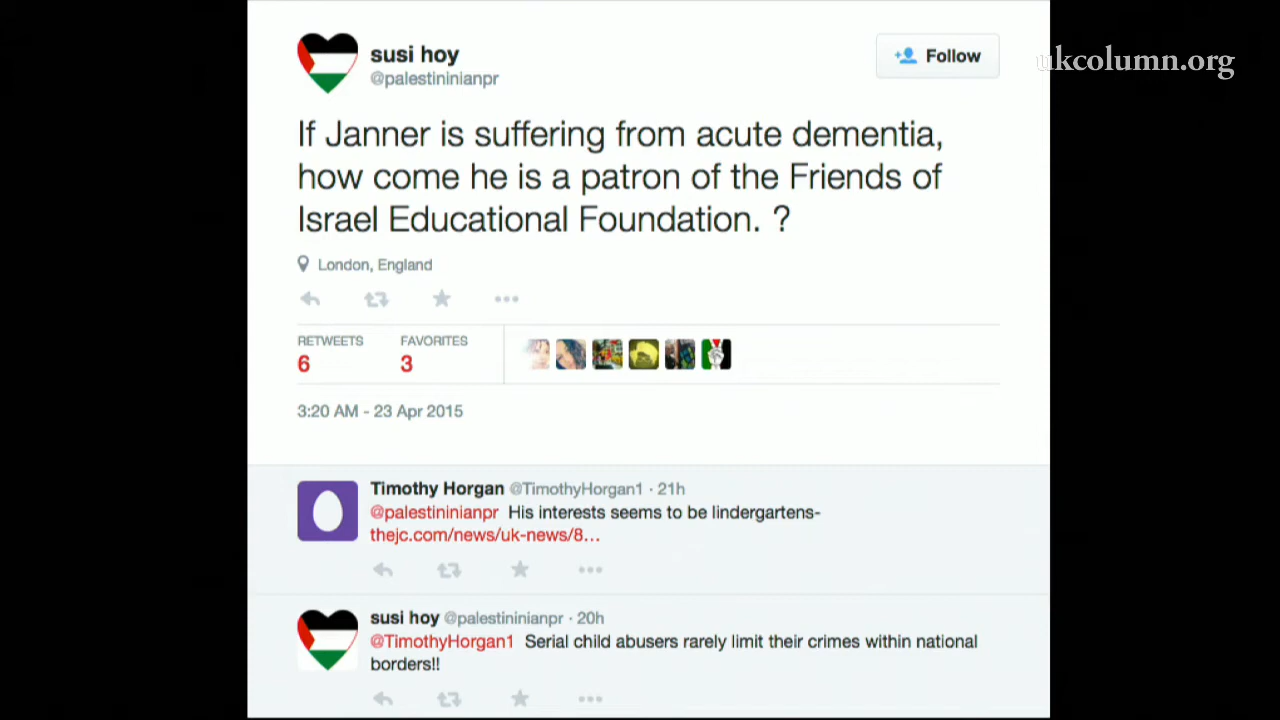 susi hoy
@palestininianpr
Follow
ukcolumn.org
If Janner is suffering from acute dementia,
how come he is a patron of the Friends of
Israel Educational Foundation. ?
London, England
RETWEETS
FAVORITES
6
3
3:20 AM - 23 Apr 2015
Timothy Horgan @TimothyHorgan1 · 21h
@palestininianpr His interests seems to be lindergartens-
thejc.com/news/uk-news/8...
susi hoy @palestininianpr · 20h
@TimothyHorgan1 Serial child abusers rarely limit their crimes within national
borders!!